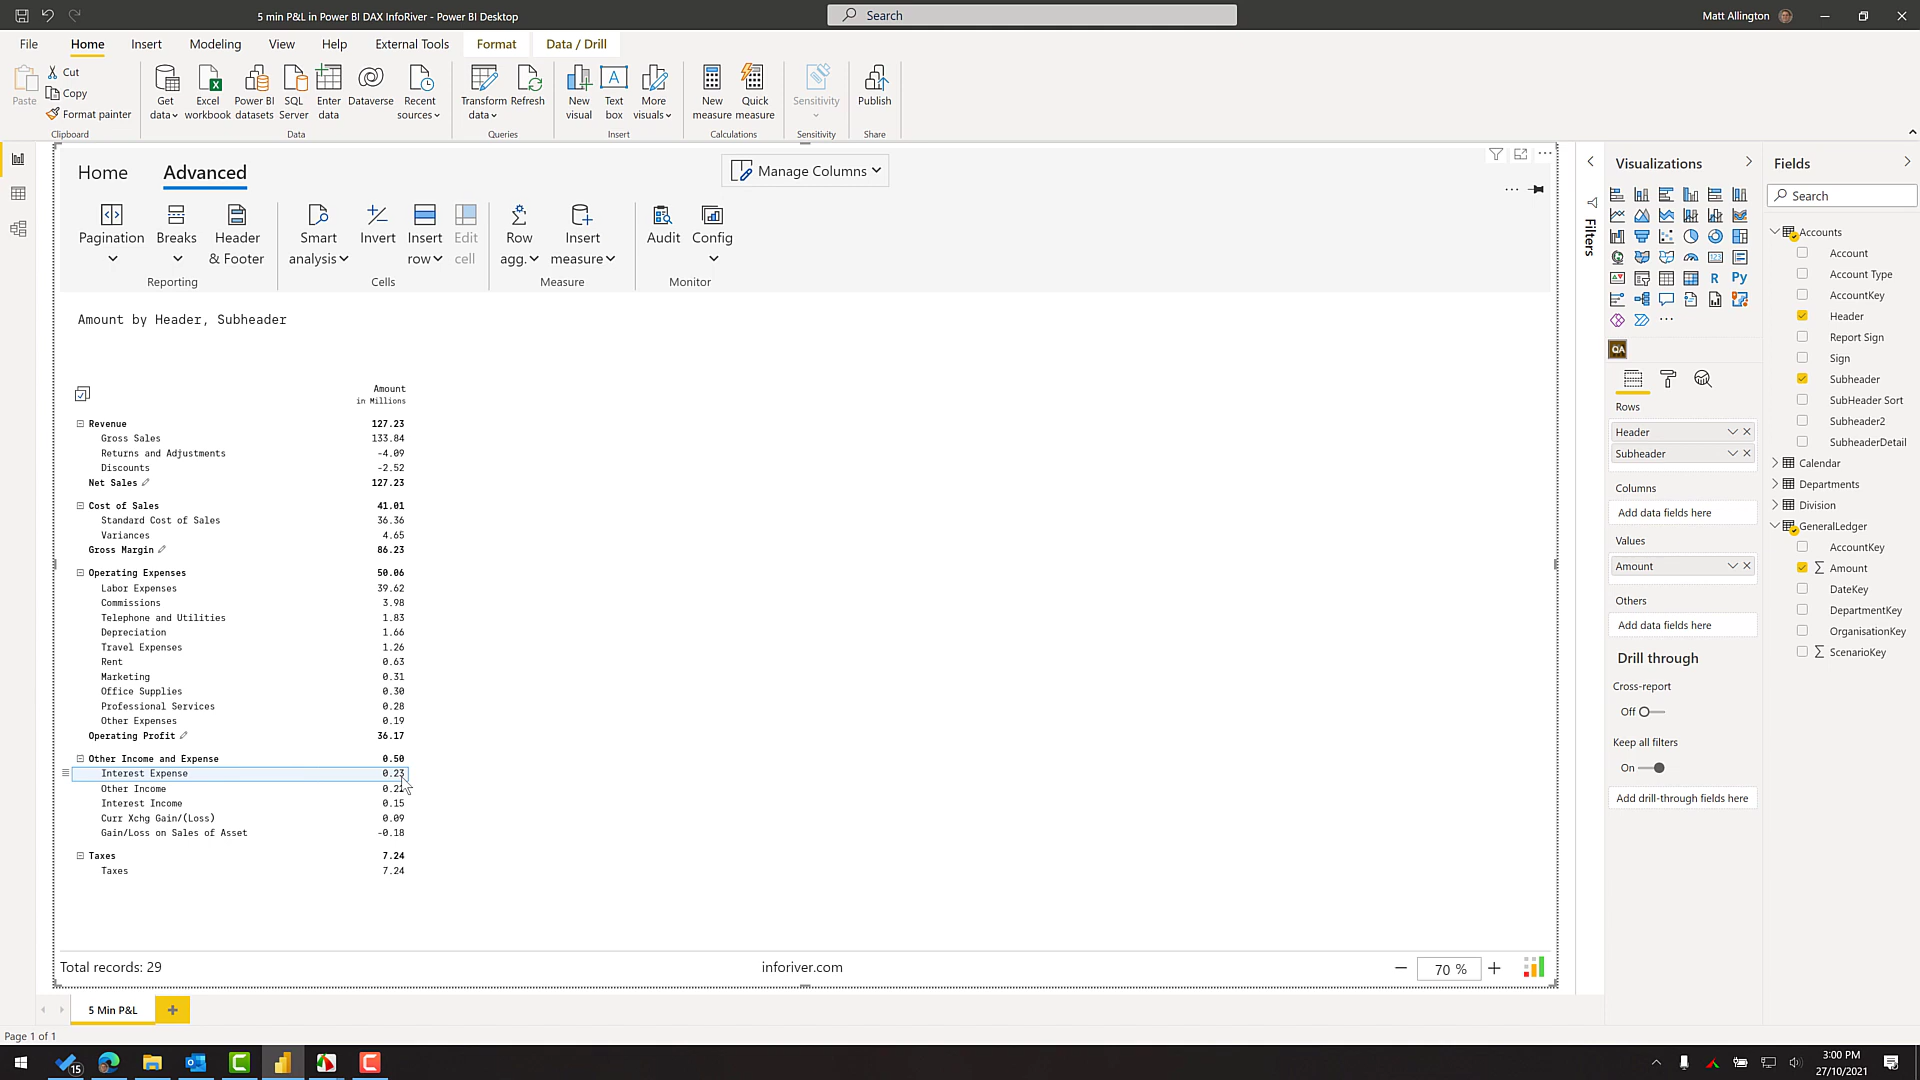 5 min P&L in Power BI DAX InfoRiver - Power BI Desktop
Search
Matt Allington
File Home Insert Modeling View Help External Tools Format Data / Drill
Paste
Cut
Copy
Format painter
Clipboard
Get data
Excel workbook
Power BI datasets
SQL Server
Enter data
Dataverse
Recent sources
Data
Transform data
Refresh
Queries
New visual
Text box
More visuals
Insert
New measure
Quick measure
Calculations
Sensitivity
Sensitivity
Publish
Share
Home Advanced
Manage Columns
Pagination
Breaks
Header & Footer
Reporting
Smart analysis
Invert
Insert row
Edit cell
Cells
Row agg.
Insert measure
Measure
Audit
Config
Monitor
Amount by Header, Subheader
Amount
in Millions
Revenue 127.23
Gross Sales 133.84
Returns and Adjustments -4.09
Discounts -2.52
Net Sales 127.23
Cost of Sales 41.01
Standard Cost of Sales 36.36
Variances 4.65
Gross Margin 86.23
Operating Expenses 50.06
Labor Expenses 39.62
Commissions 3.98
Telephone and Utilities 1.83
Depreciation 1.66
Travel Expenses 1.26
Rent 0.63
Marketing 0.31
Office Supplies 0.30
Professional Services 0.28
Other Expenses 0.19
Operating Profit 36.17
Other Income and Expense 0.50
Interest Expense 0.23
Other Income
Interest Income 0.15
Curr Xchg Gain/(Loss) 0.09
Gain/Loss on Sales of Asset -0.18
Taxes 7.24
Taxes 7.24
Total records: 29
inforiver.com
70 %
5 Min P&L
Page 1 of 1
Filters
Visualizations
R
Py
QA
Rows
Header
Subheader
Columns
Add data fields here
Values
Amount
Others
Add data fields here
Drill through
Cross-report
Off
Keep all filters
On
Add drill-through fields here
Fields
Search
Accounts
Account
Account Type
AccountKey
Header
Report Sign
Sign
Subheader
SubHeader Sort
Subheader2
SubheaderDetail
Calendar
Departments
Division
GeneralLedger
AccountKey
Amount
DateKey
DepartmentKey
OrganisationKey
ScenarioKey
15
3:00 PM
27/10/2021